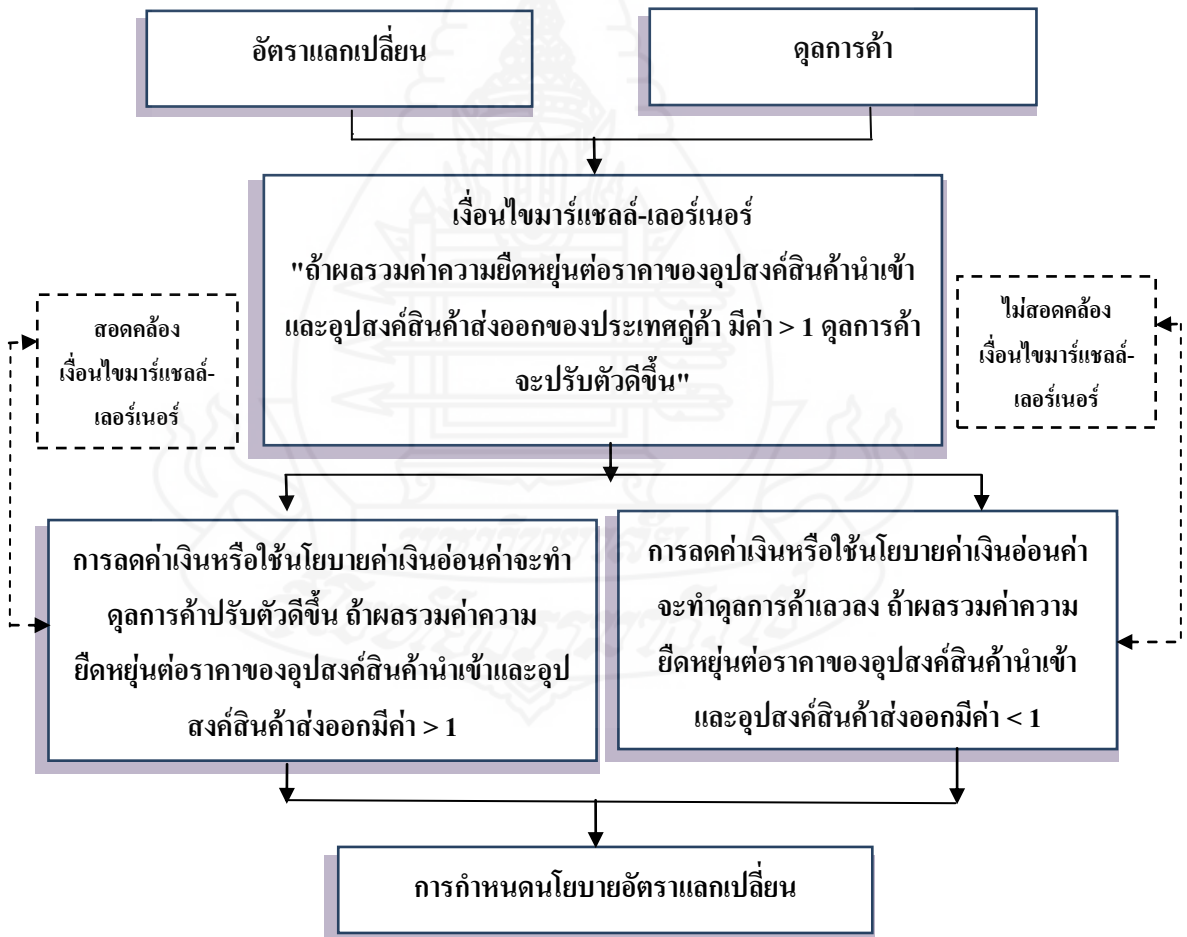 อัตราแลกเปลี่ยน
ดุลการค้า
เงื่อนไขมาร์แชลล์-เลอร์เนอร์
"ถ้าผลรวมค่าความยืดหยุ่นต่อราคาของอุปสงค์สินค้านำเข้า
และอุปสงค์สินค้าส่งออกของประเทศคู่ค้า มีค่า > 1 ดุลการค้า
จะปรับตัวดีขึ้น"
สอดคล้อง
เงื่อนไขมาร์แชลล์-
เลอร์เนอร์
ไม่สอดคล้อง
เงื่อนไขมาร์แชลล์-
เลอร์เนอร์
การลดค่าเงินหรือใช้นโยบายค่าเงินอ่อนค่าจะทำ
ดุลการค้าปรับตัวดีขึ้น ถ้าผลรวมค่าความ
ยืดหยุ่นต่อราคาของอุปสงค์สินค้านำเข้าและอุป
สงค์สินค้าส่งออกมีค่า > 1
การลดค่าเงินหรือใช้นโยบายค่าเงินอ่อนค่า
จะทำดุลการค้าเลวลง ถ้าผลรวมค่าความ
ยืดหยุ่นต่อราคาของอุปสงค์สินค้านำเข้า
และอุปสงค์สินค้าส่งออกมีค่า < 1
การกำหนดนโยบายอัตราแลกเปลี่ยน